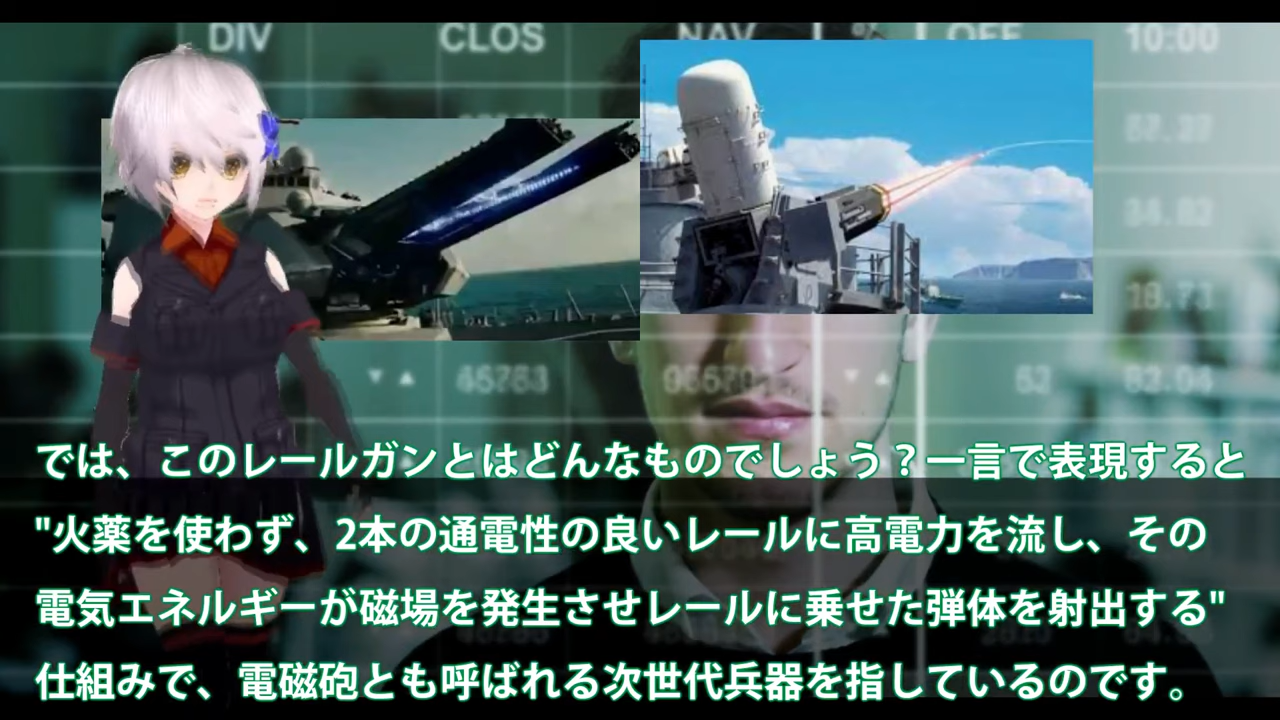 DIV CLOS NAV % OFF 10:00
では、このレールガンとはどんなものでしょう？一言で表現すると
"火薬を使わず、2本の通電性の良いレールに高電力を流し、その
電気エネルギーが磁場を発生させレールに乗せた弾体を射出する"
仕組みで、電磁砲とも呼ばれる次世代兵器を指しているのです。